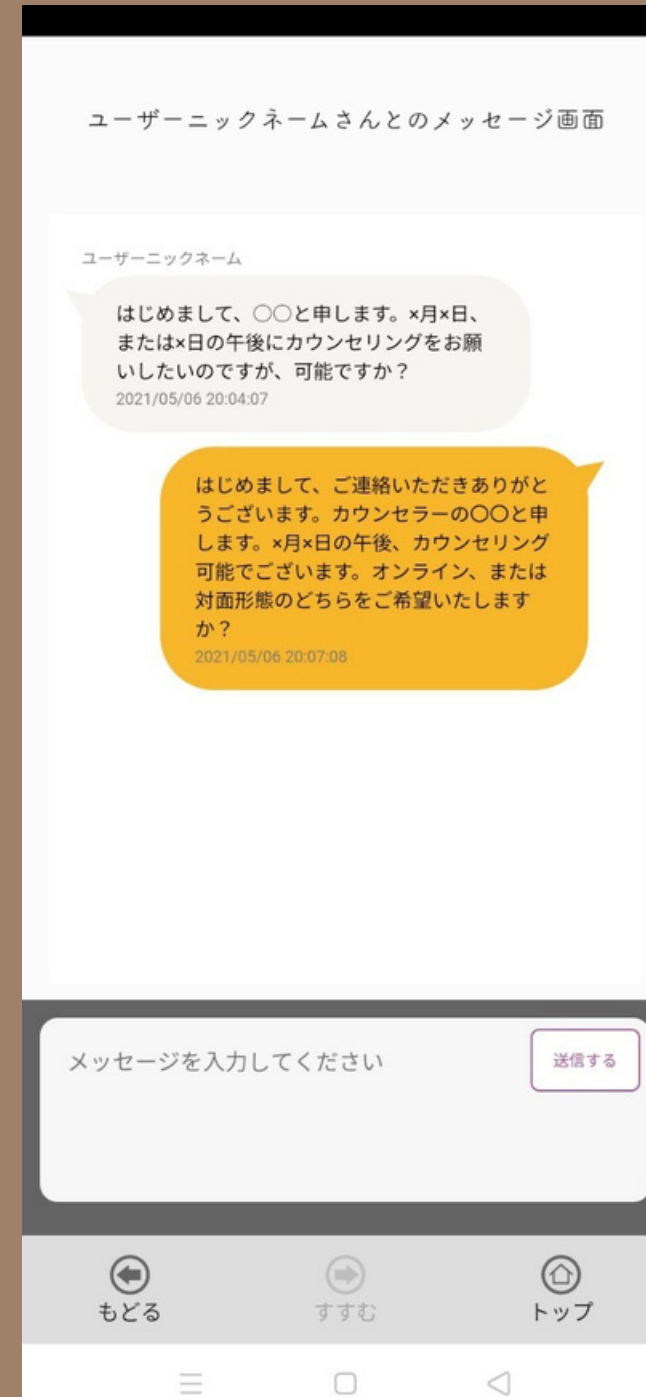 ユーザーニックネームさんとのメッセージ画面
ユーザーニックネーム
はじめまして、〇〇と申します。×月×日、
または×日の午後にカウンセリングをお願
いしたいのですが、可能ですか？
2021/05/06 20:04:07
はじめまして、ご連絡いただきありがと
うございます。カウンセラーの〇〇と申
します。×月×日の午後、カウンセリング
可能でございます。オンライン、または
対面形態のどちらをご希望いたします
か？
2021/05/06 20:07:08
メッセージを入力してください
送信する
もどる
すすむ
トップ